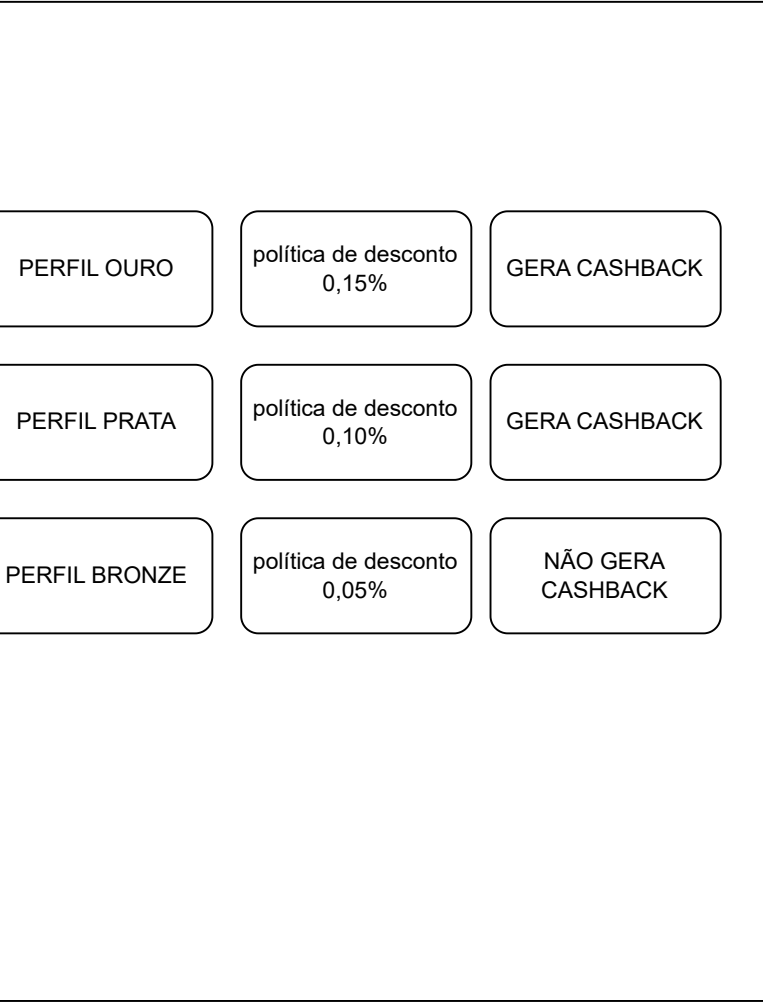 PERFIL OURO
política de desconto
0,15%
GERA CASHBACK
PERFIL PRATA
política de desconto
0,10%
GERA CASHBACK
PERFIL BRONZE
política de desconto
0,05%
NÃO GERA
CASHBACK